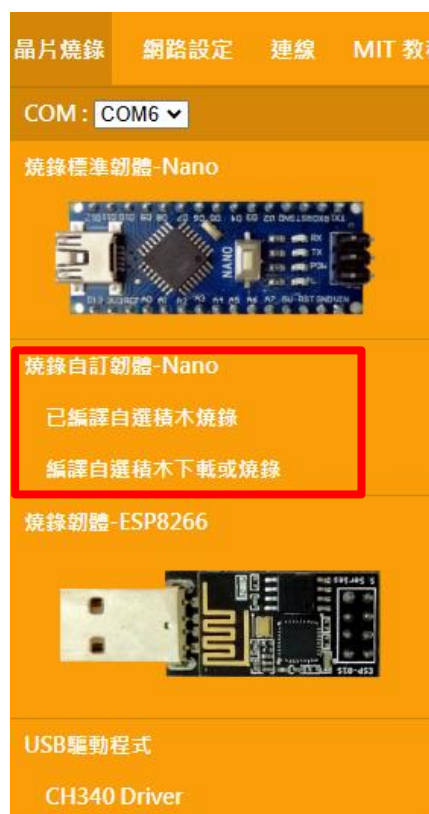 晶片燒錄 網路設定 連線 MIT
COM : COM6
燒錄標準韌體-Nano
NANO
RX
TX
燒錄自訂韌體-Nano
已編譯自選積木燒錄
編譯自選積木下載或燒錄
燒錄韌體-ESP8266
USB驅動程式
CH340 Driver